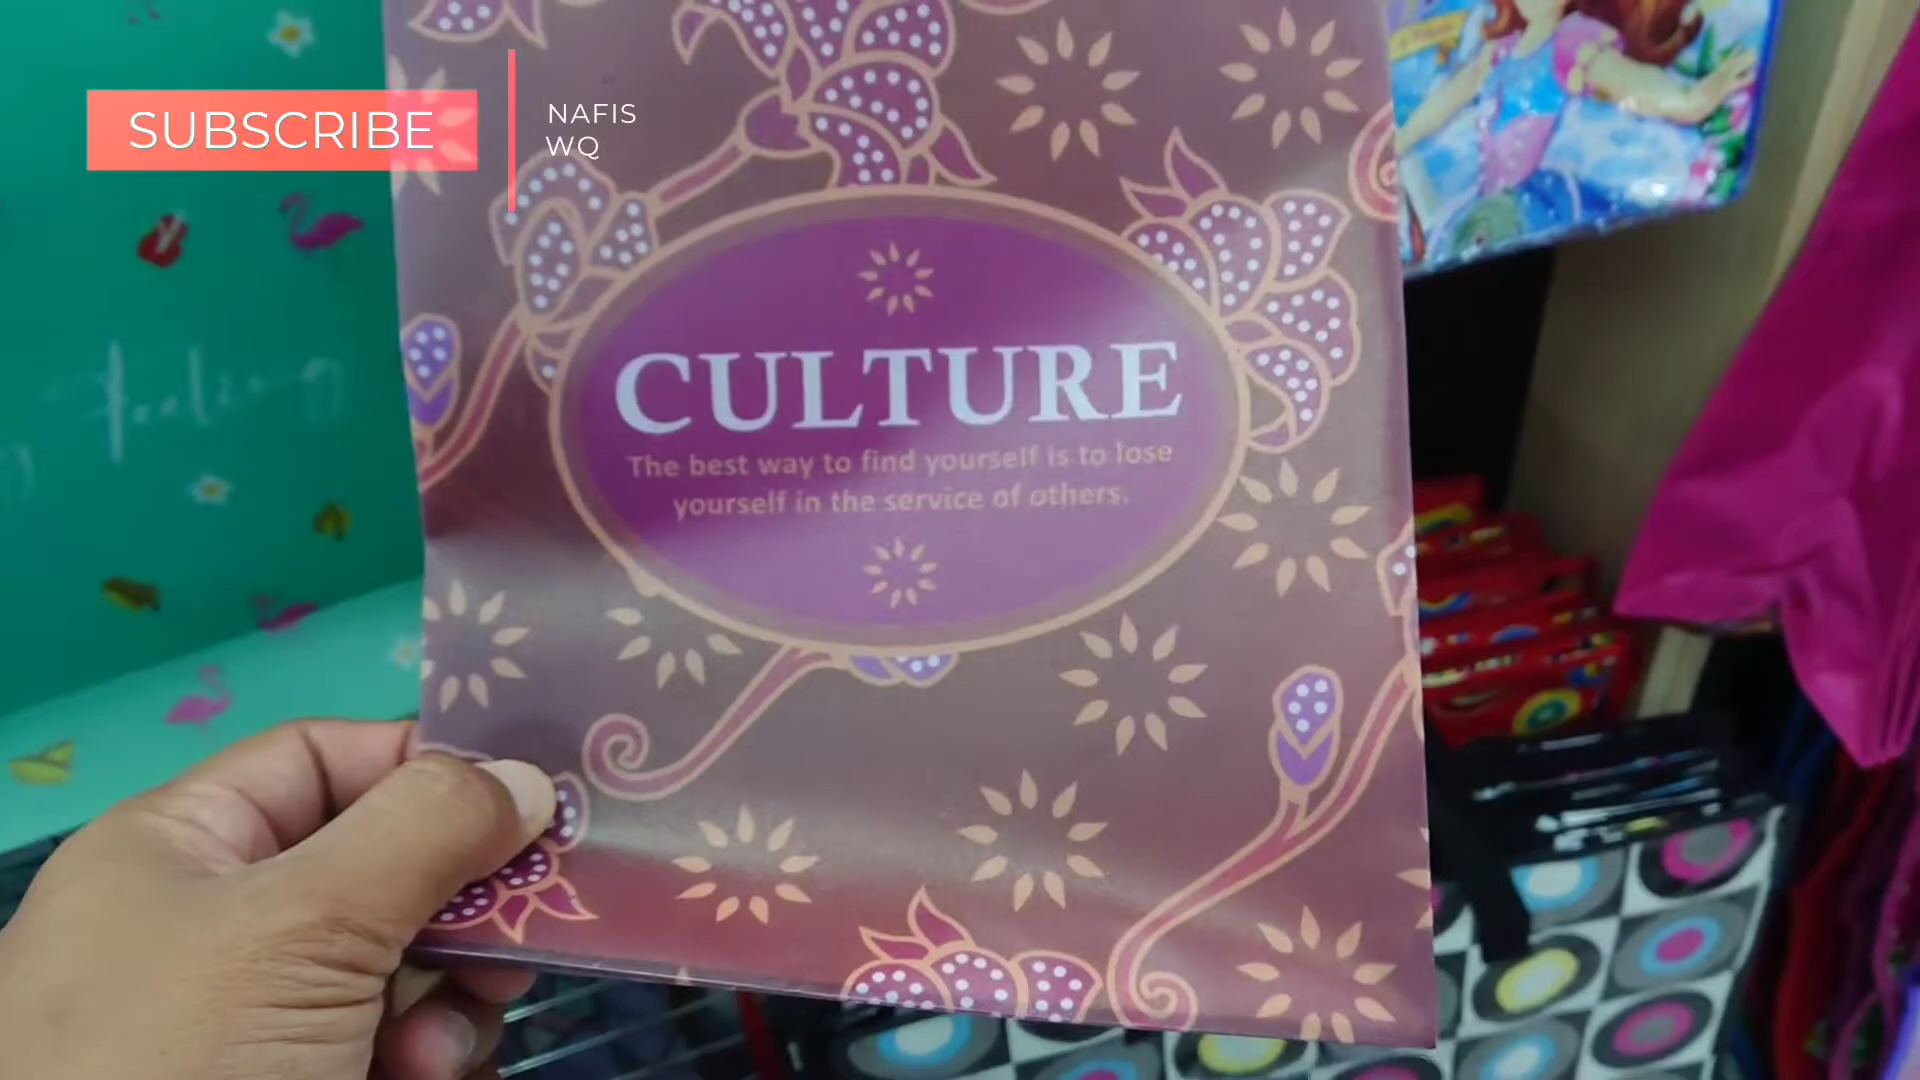 SUBSCRIBE
NAFIS
WQ
CULTURE
The best way to find yourself is to lose
yourself in the service of others.
feeling